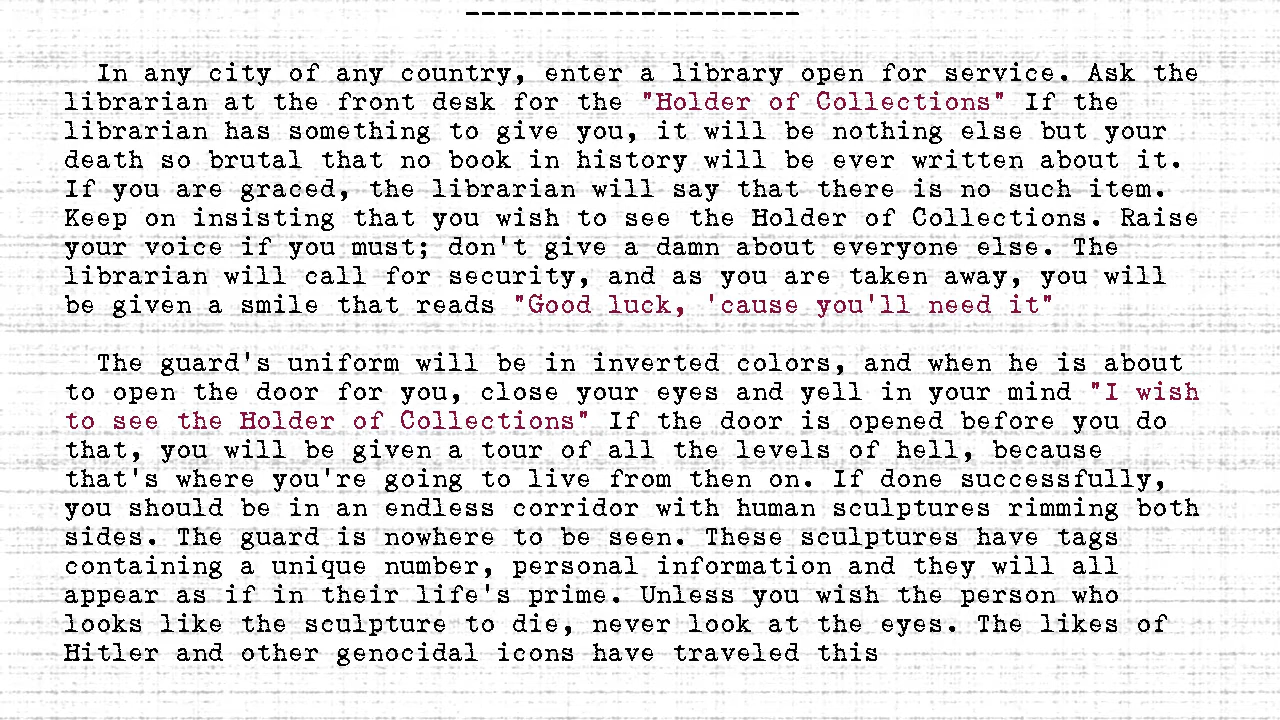 ---------------------
In any city of any country, enter a library open for service. Ask the
librarian at the front desk for the "Holder of Collections" If the
librarian has something to give you, it will be nothing else but your
death so brutal that no book in history will be ever written about it.
If you are graced, the librarian will say that there is no such item.
Keep on insisting that you wish to see the Holder of Collections. Raise
your voice if you must; don't give a damn about everyone else. The
librarian will call for security, and as you are taken away, you will
be given a smile that reads "Good luck, 'cause you'll need it"
The guard's uniform will be in inverted colors, and when he is about
to open the door for you, close your eyes and yell in your mind "I wish
to see the Holder of Collections" If the door is opened before you do
that, you will be given a tour of all the levels of hell, because
that's where you're going to live from then on. If done successfully,
you should be in an endless corridor with human sculptures rimming both
sides. The guard is nowhere to be seen. These sculptures have tags
containing a unique number, personal information and they will all
appear as if in their life's prime. Unless you wish the person who
looks like the sculpture to die, never look at the eyes. The likes of
Hitler and other genocidal icons have traveled this